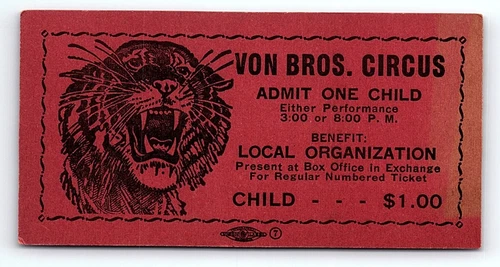 VON BROS. CIRCUS
ADMIT ONE CHILD
Either Performance
3:00 or 8:00 P. M.
BENEFIT:
LOCAL ORGANIZATION
Present at Box Office in Exchange
For Regular Numbered Ticket
CHILD - - - $1.00
7